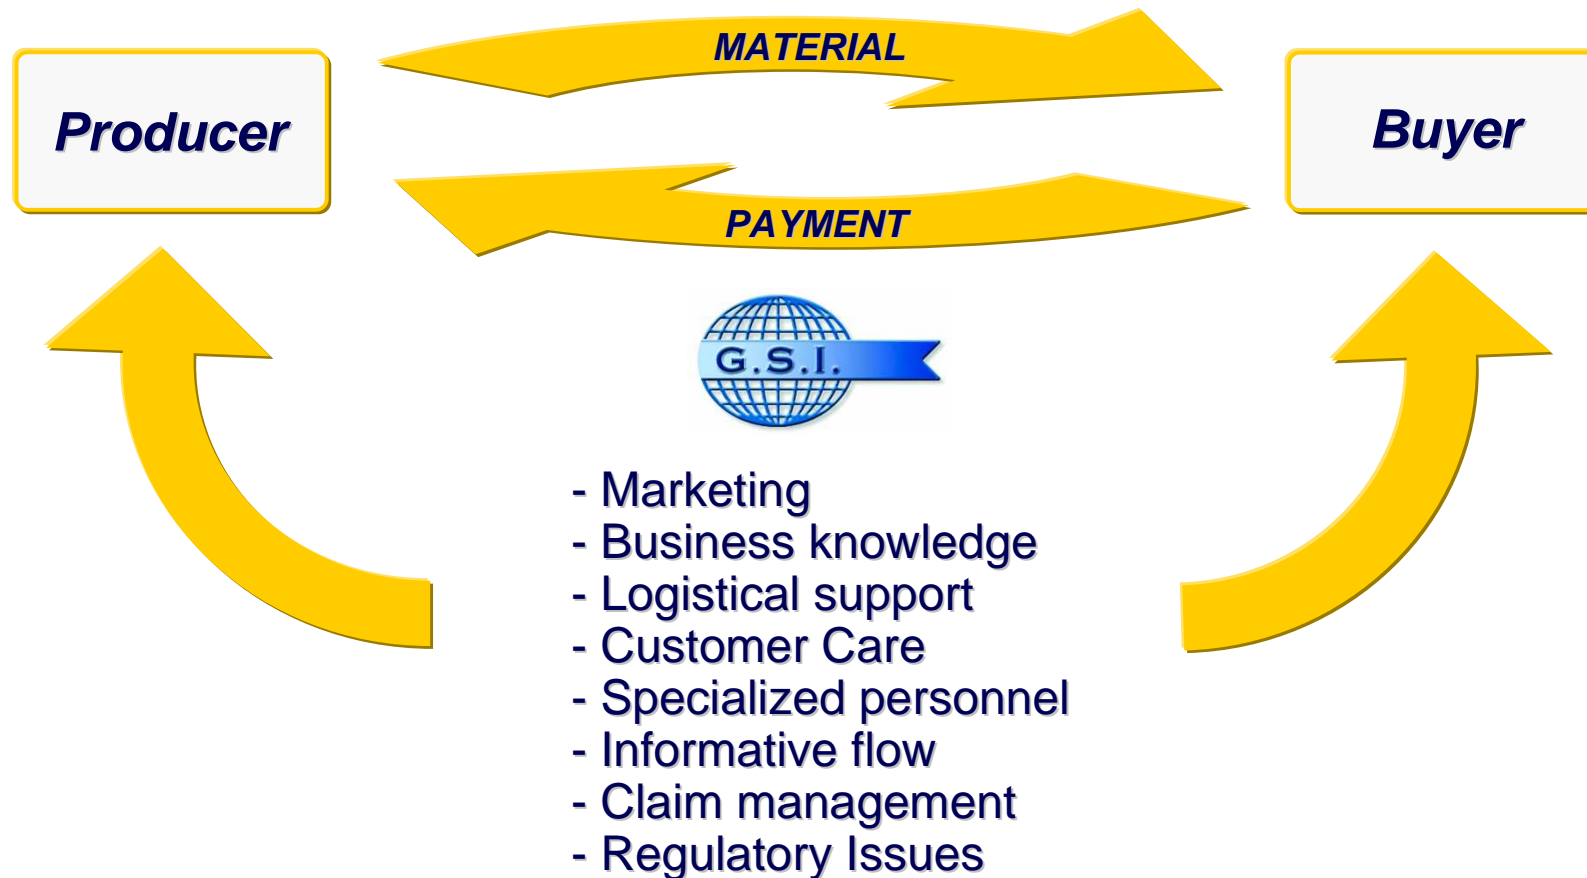 MATERIAL
Producer
Buyer
PAYMENT
G.S.I.
- Marketing
- Business knowledge
- Logistical support
- Customer Care
- Specialized personnel
- Informative flow
- Claim management
- Regulatory Issues